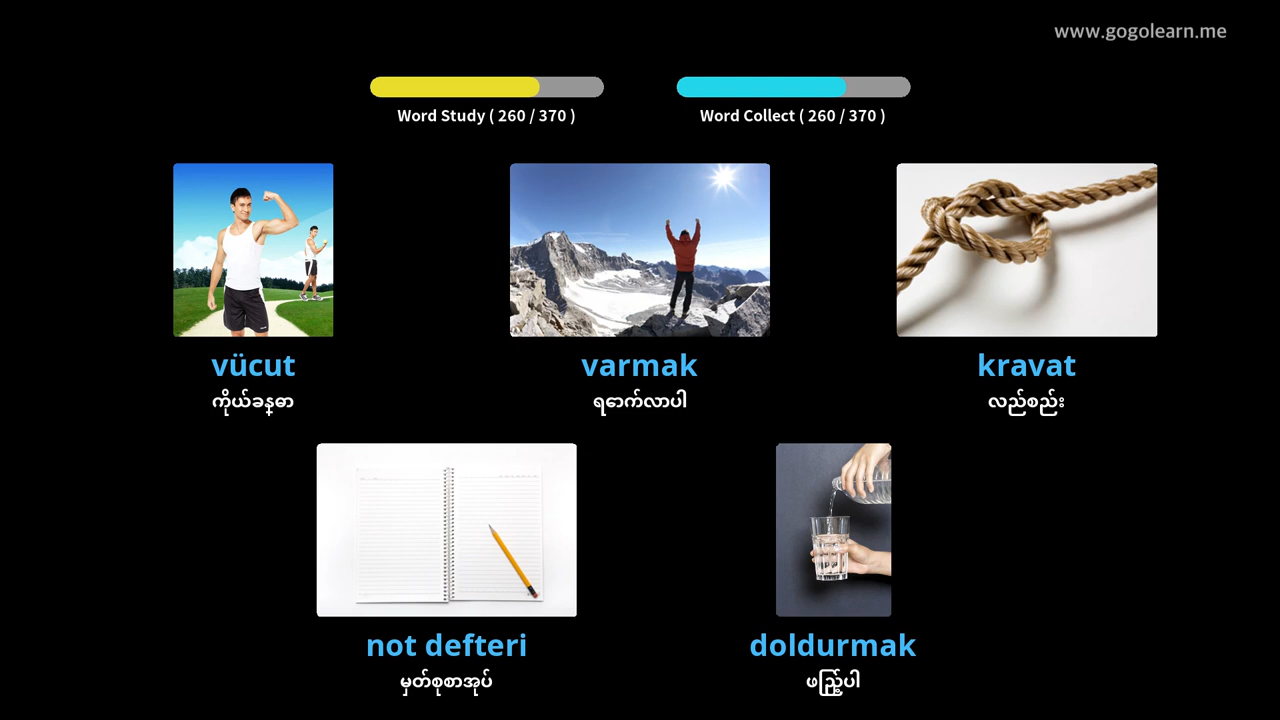 www.gogolearn.me
Word Study ( 260 / 370 )
Word Collect ( 260 / 370 )
vücut
ကိုယ်ခန္ဓာ
varmak
ရောက်လာပါ
kravat
လည်စည်း
not defteri
မှတ်စုစာအုပ်
doldurmak
ဖည့်ပါ